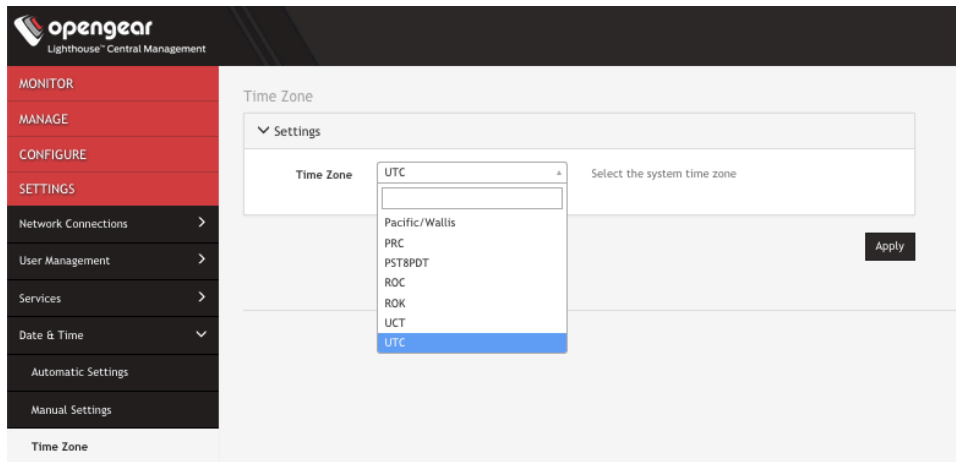 opengear
Lighthouse™ Central Management
MONITOR
MANAGE
CONFIGURE
SETTINGS
Network Connections
User Management
Services
Date & Time
Automatic Settings
Manual Settings
Time Zone
Time Zone
Settings
Time Zone
UTC
Select the system time zone
Pacific/Wallis
PRC
PST8PDT
ROC
ROK
UCT
UTC
Apply